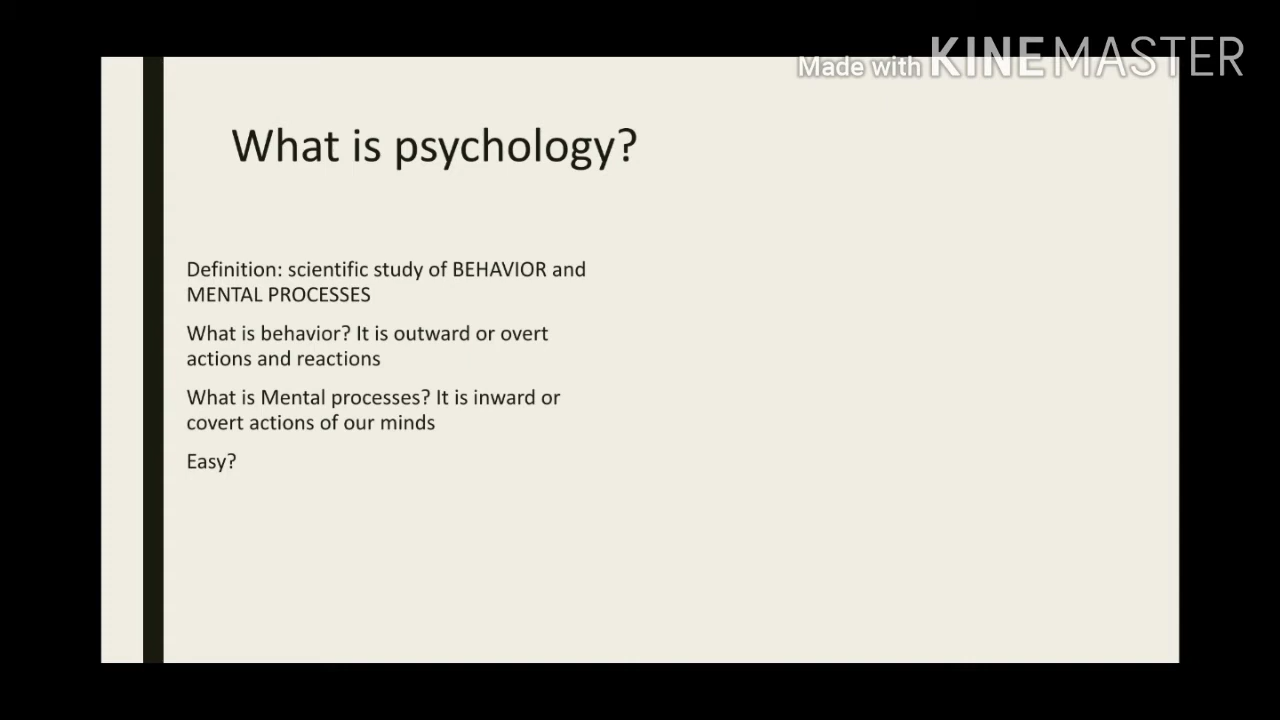 Made with KINEMASTER
What is psychology?
Definition: scientific study of BEHAVIOR and
MENTAL PROCESSES
What is behavior? It is outward or overt
actions and reactions
What is Mental processes? It is inward or
covert actions of our minds
Easy?